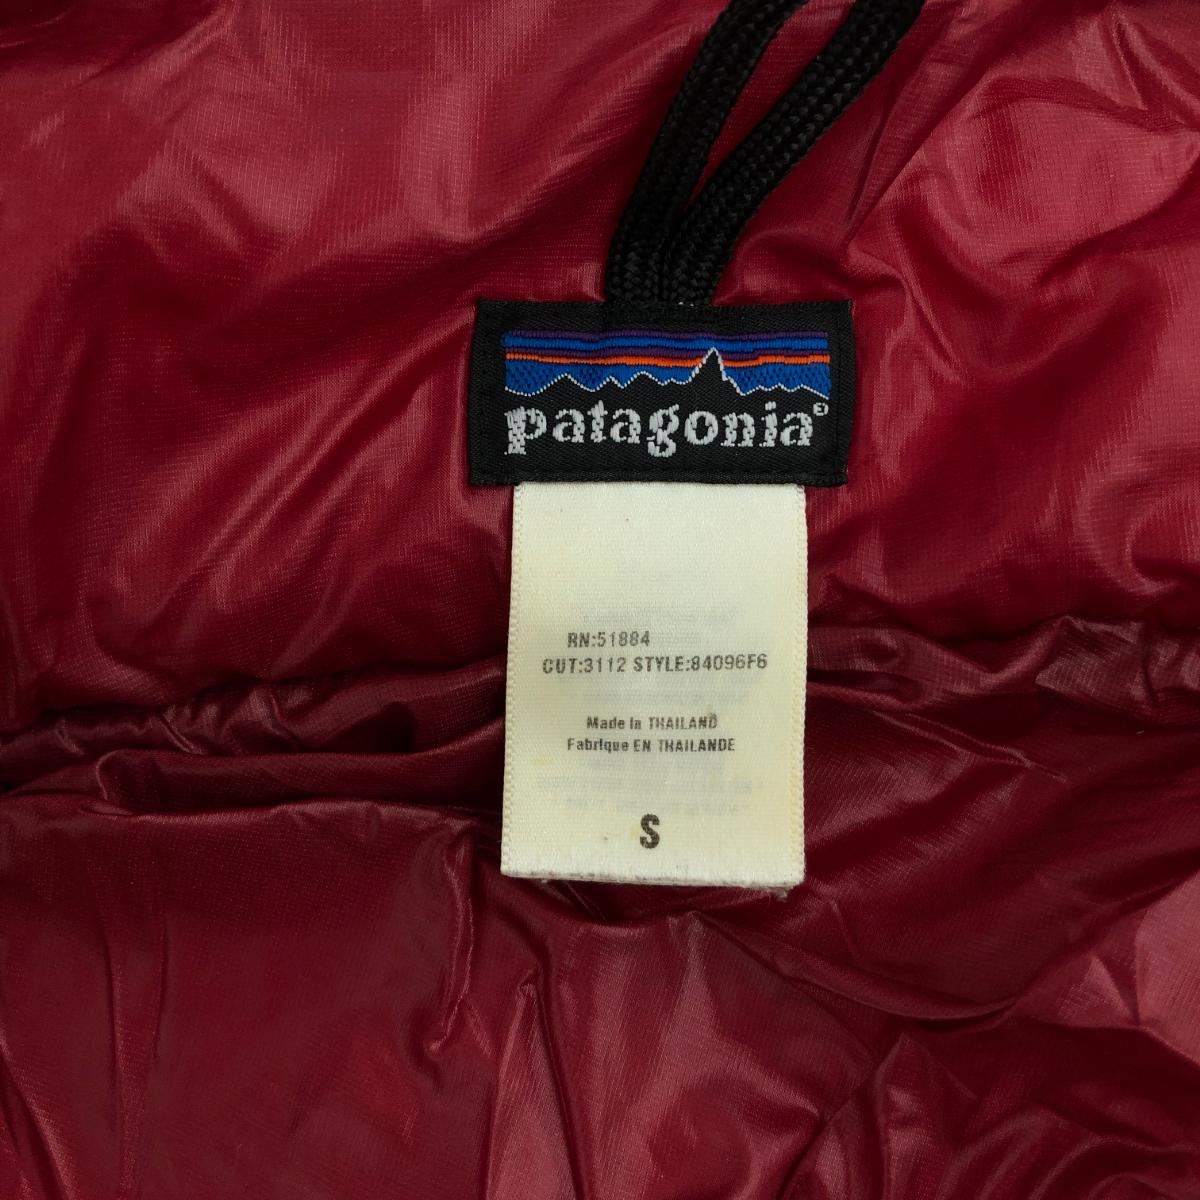 patagonia®
RN:51884
CUT:3112 STYLE:84096F6
Made In THAILAND
Fabrique EN THAILANDE
S